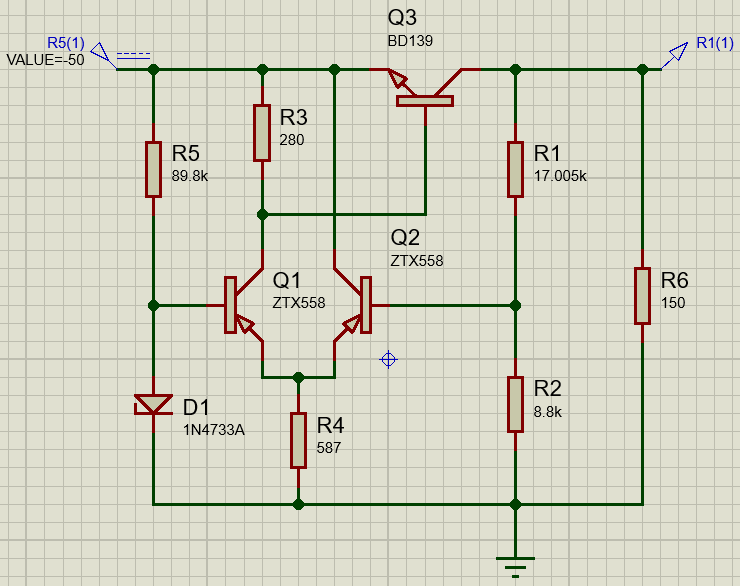 Q3
BD139
R5(1)
VALUE=-50
R1(1)
R3
280
R5
89.8k
R1
17.005k
Q2
ZTX558
Q1
ZTX558
R6
150
D1
1N4733A
R4
587
R2
8.8k